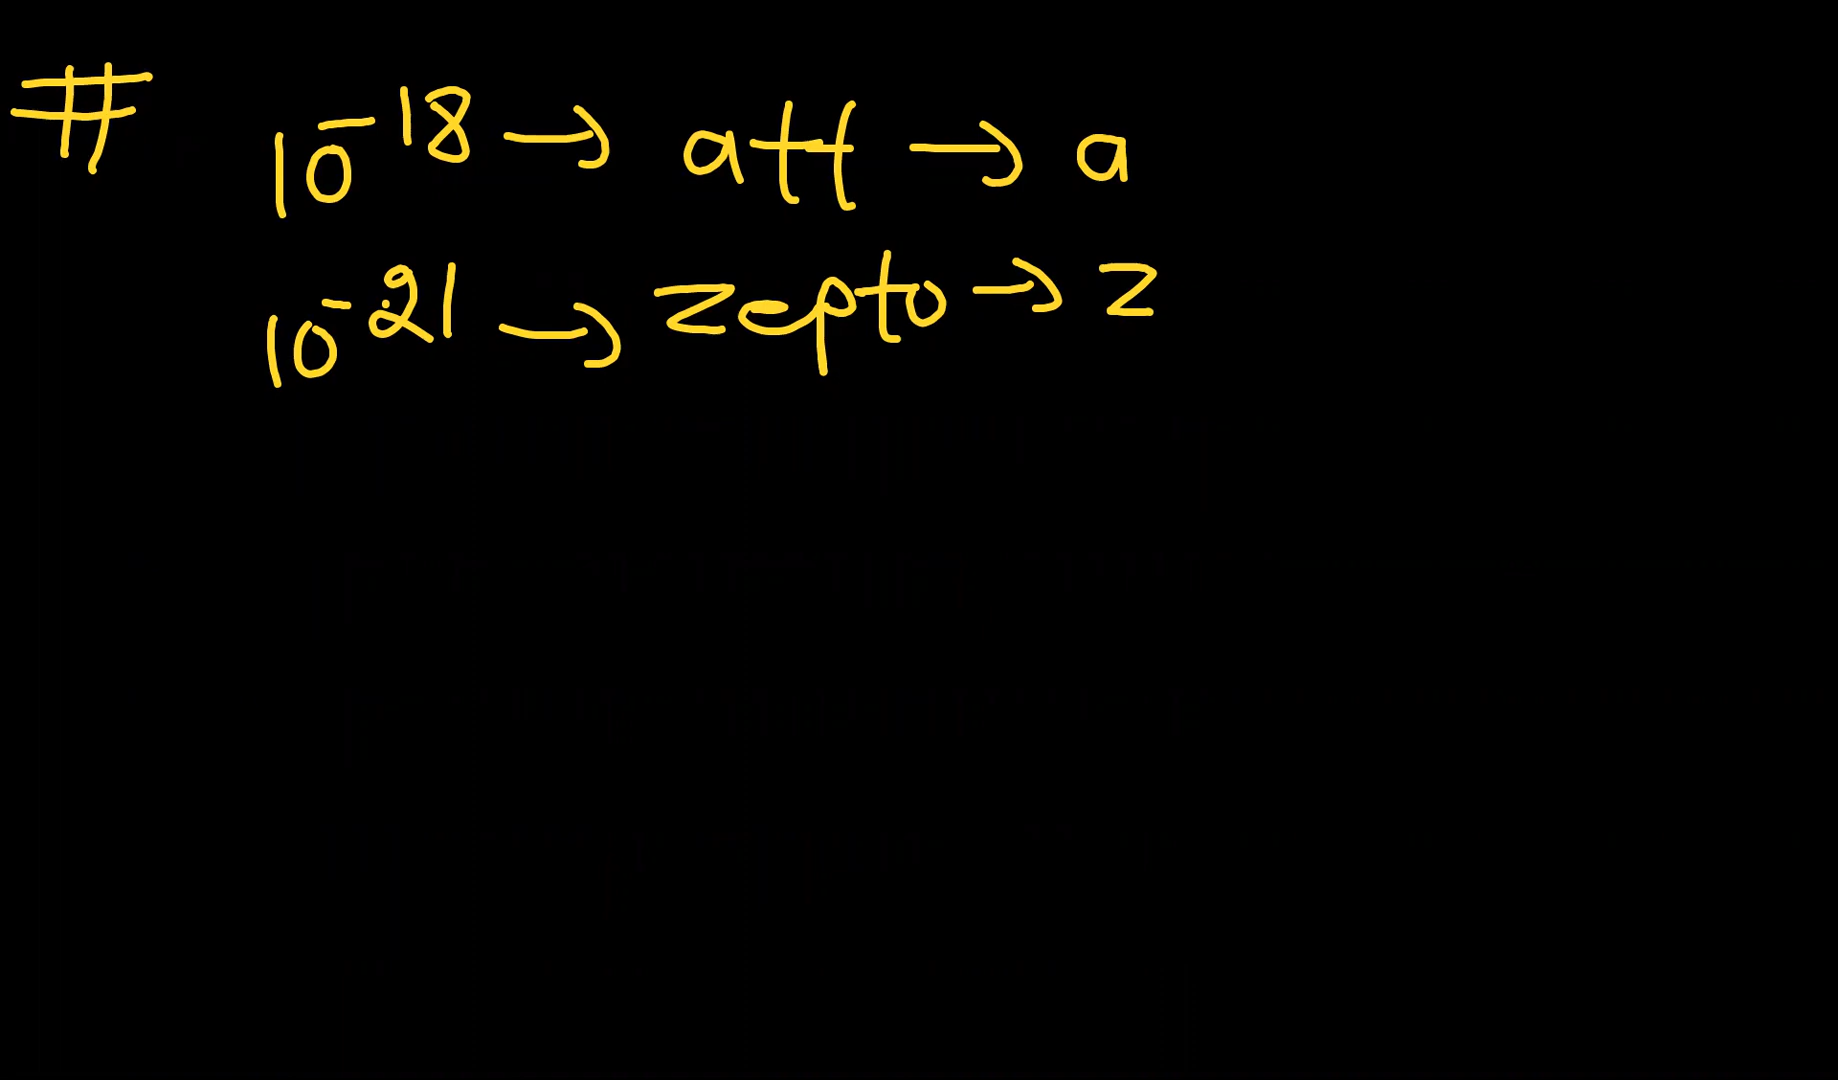 # 10⁻¹⁸ → att → a
10⁻²¹ → zepto → z